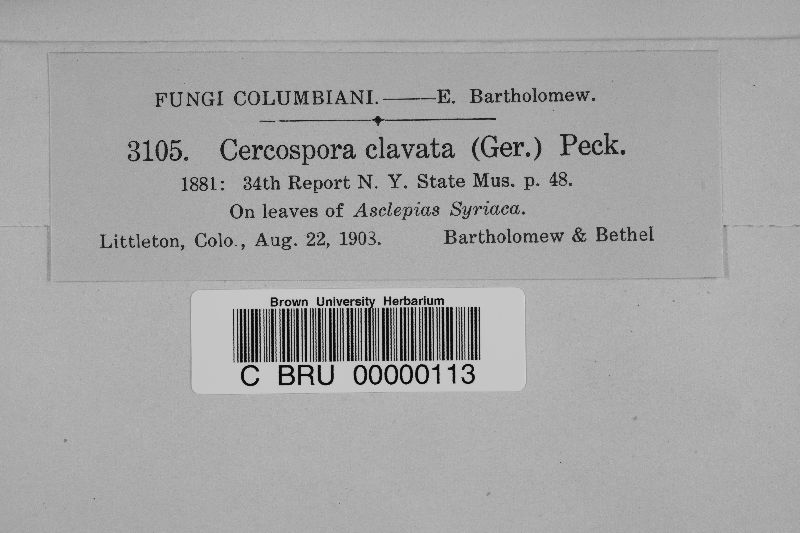 FUNGI COLUMBIANI.——E. Bartholomew.
3105. Cercospora clavata (Ger.) Peck.
1881: 34th Report N. Y. State Mus. p. 48.
On leaves of Asclepias Syriaca.
Littleton, Colo., Aug. 22, 1903. Bartholomew & Bethel
Brown University Herbarium
C BRU 00000113